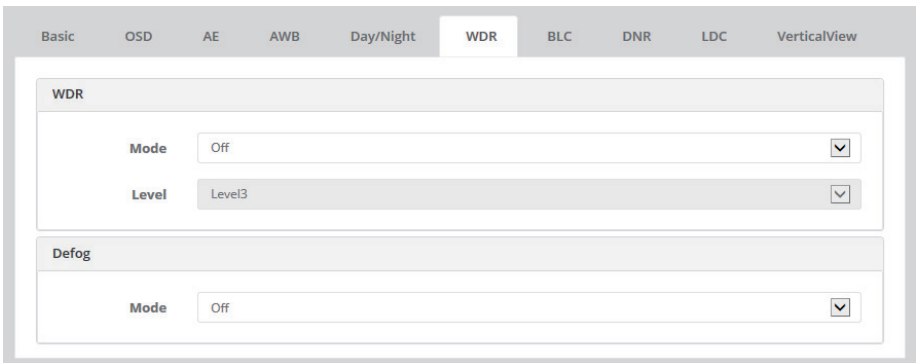 Basic OSD AE AWB Day/Night WDR BLC DNR LDC VerticalView
WDR
Mode Off
Level Level3
Defog
Mode Off